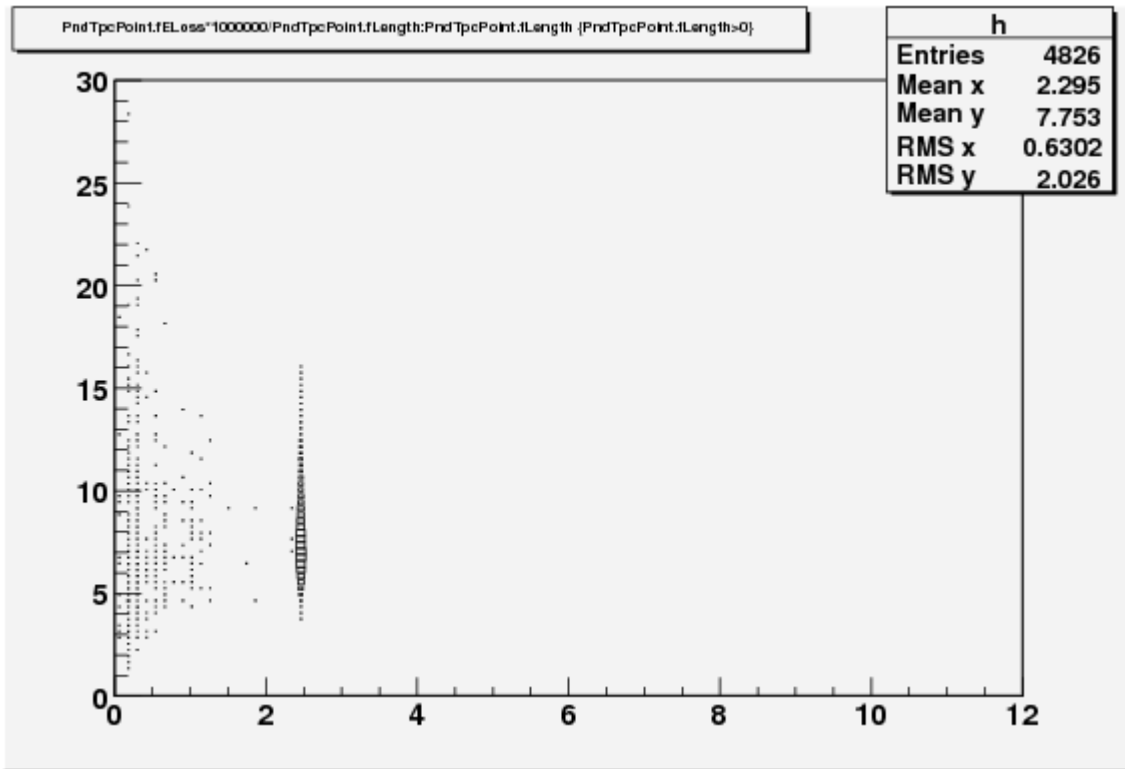 PndTpcPoint.fELoss*1000000/PndTpcPoint.fLength:PndTpcPoint.fLength {PndTpcPoint.fLength>0}
h
Entries 4826
Mean x 2.295
Mean y 7.753
RMS x 0.6302
RMS y 2.026
30
25
20
15
10
5
0
0 2 4 6 8 10 12